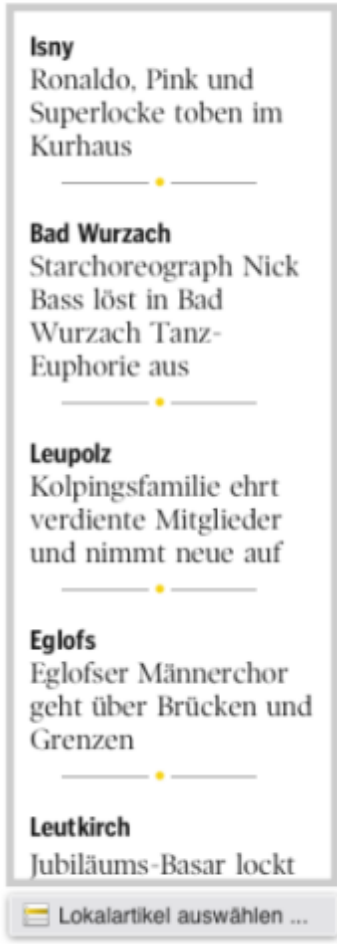 Isny
Ronaldo, Pink und
Superlocke toben im
Kurhaus
Bad Wurzach
Starchoreograph Nick
Bass löst in Bad
Wurzach Tanz-
Euphorie aus
Leupolz
Kolpingsfamilie ehrt
verdiente Mitglieder
und nimmt neue auf
Eglofs
Eglofser Männerchor
geht über Brücken und
Grenzen
Leutkirch
Jubiläums-Basar lockt
Lokalartikel auswählen ...